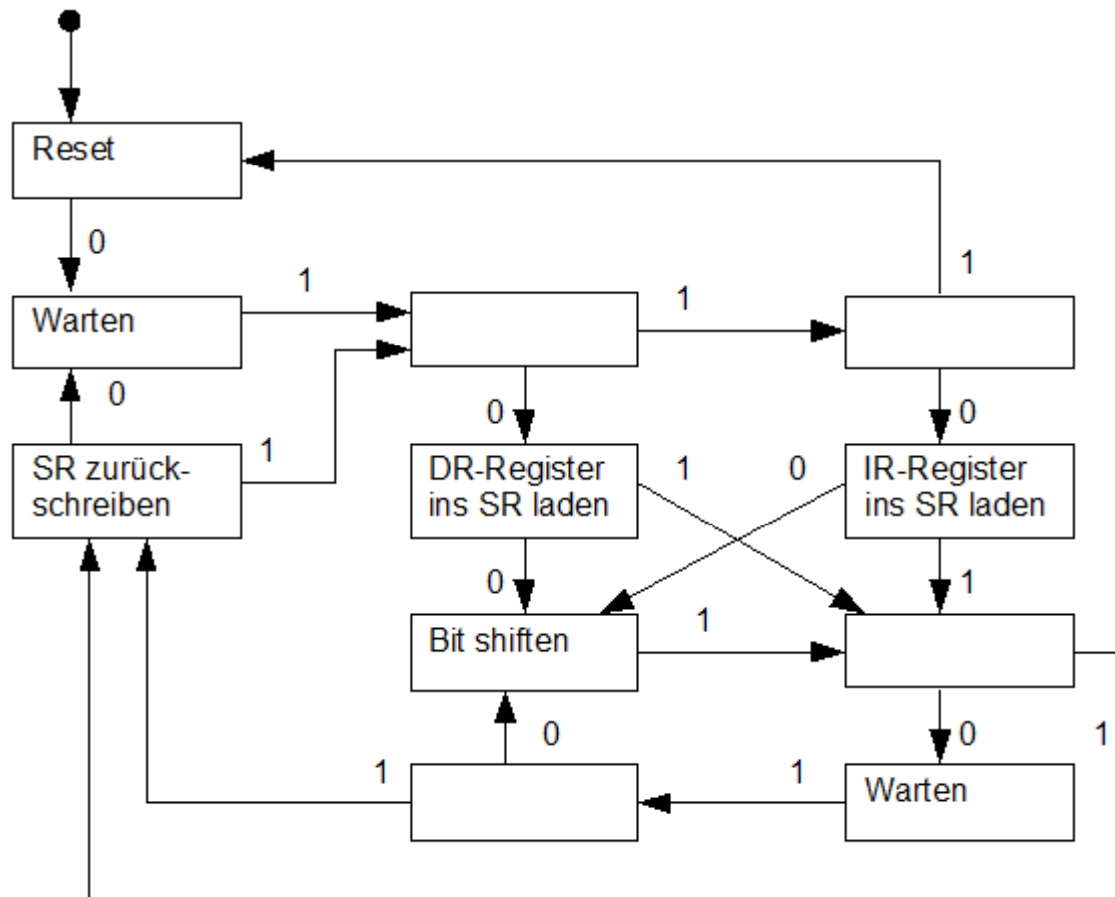 Reset
0
1
Warten
1
1
0
0
0
SR zurück-
schreiben
1
DR-Register
ins SR laden
1
0
IR-Register
ins SR laden
0
1
Bit shiften
1
0
0
1
1
1
Warten